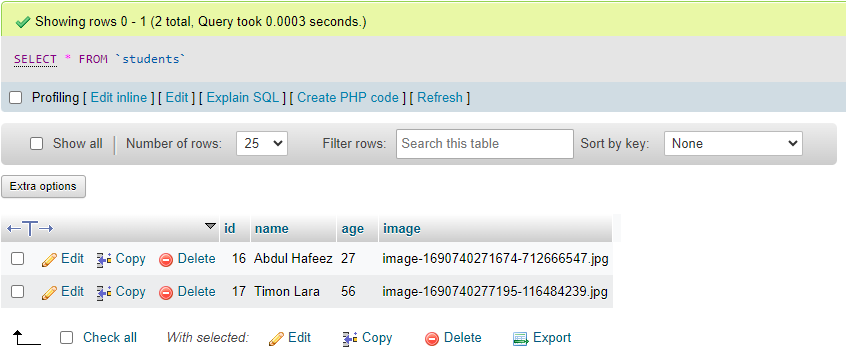 Showing rows 0 - 1 (2 total, Query took 0.0003 seconds.)
SELECT * FROM `students`
Profiling [ Edit inline ] [ Edit ] [ Explain SQL ] [ Create PHP code ] [ Refresh ]
Show all Number of rows: 25 Filter rows: Search this table Sort by key: None
Extra options
id name age image
Edit Copy Delete 16 Abdul Hafeez 27 image-1690740271674-712666547.jpg
Edit Copy Delete 17 Timon Lara 56 image-1690740277195-116484239.jpg
Check all With selected: Edit Copy Delete Export